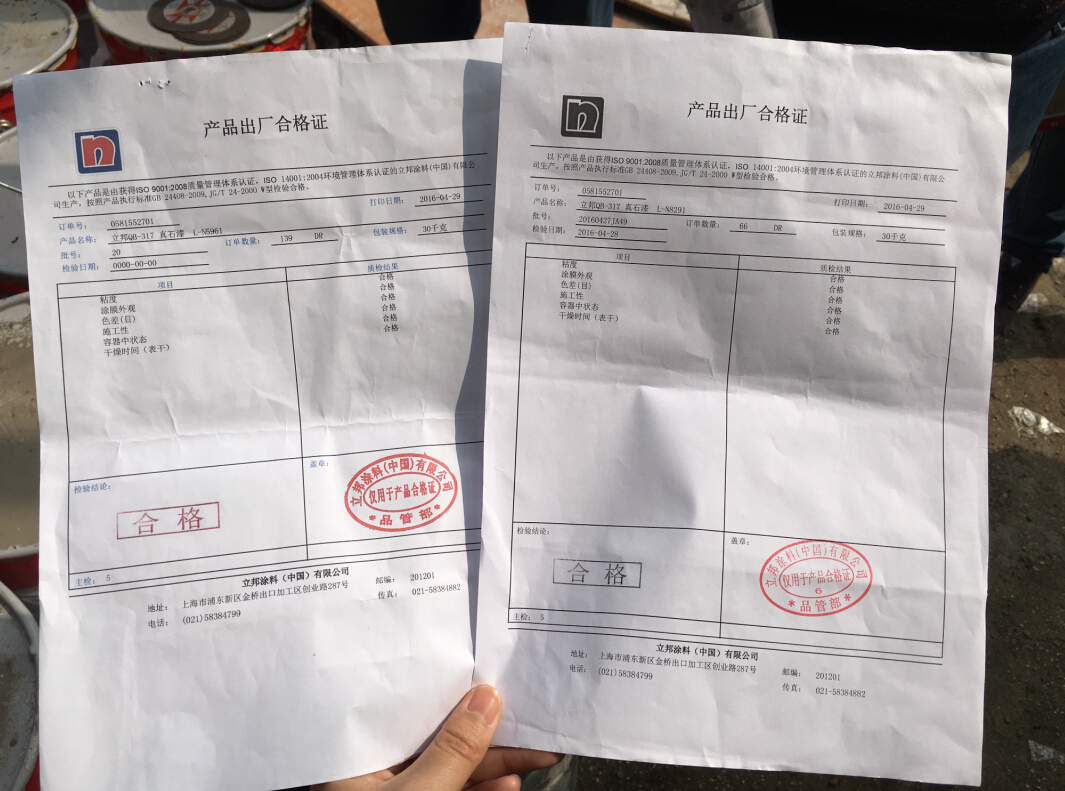 产品出厂合格证
以下产品是由获得ISO 9001:2008质量管理体系认证，ISO 14001:2004环境管理体系认证的立邦涂料(中国)有限公
司生产，按照产品执行标准GB 24408-2009,JG/T 24-2000 W型检验合格。
打印日期： 2016-04-29
订单号： 0581552701
产品名称： 立邦QB-317 真石漆 L-N5961 订单数量： 139 DR 包装规格： 30千克
批号： 20
检验日期： 0000-00-00
项目 质检结果
粘度 合格
涂膜外观 合格
色差(目) 合格
施工性 合格
容器中状态 合格
干燥时间（表干） 合格
检验结论：
合格
盖章：
立邦涂料(中国)有限公司
仅用于产品合格证
*品管部*
主检： 5
立邦涂料（中国）有限公司
地址： 上海市浦东新区金桥出口加工区创业路287号 邮编： 201201
电话： (021)58384799 传真： 021-58384882
n
产品出厂合格证
以下产品是由获得ISO 9001:2008质量管理体系认证，ISO 14001:2004环境管理体系认证的立邦涂料(中国)有限公
司生产，按照产品执行标准GB 24408-2009,JG/T 24-2000 W型检验合格。
订单号： 0581552701 打印日期： 2016-04-29
产品名称： 立邦QB-317 真石漆 L-N8291
批号： 20160427JA49 订单数量： 66 DR 包装规格： 30千克
检验日期： 2016-04-28
项目 质检结果
粘度 合格
涂膜外观 合格
色差(目) 合格
施工性 合格
容器中状态 合格
干燥时间（表干） 合格
检验结论：
合格
盖章：
立邦涂料(中国)有限公司
仅用于产品合格证
6
*品管部*
主检： 5
立邦涂料（中国）有限公司
地址： 上海市浦东新区金桥出口加工区创业路287号 邮编： 201201
电话： (021)58384799 传真： 021-58384882
n